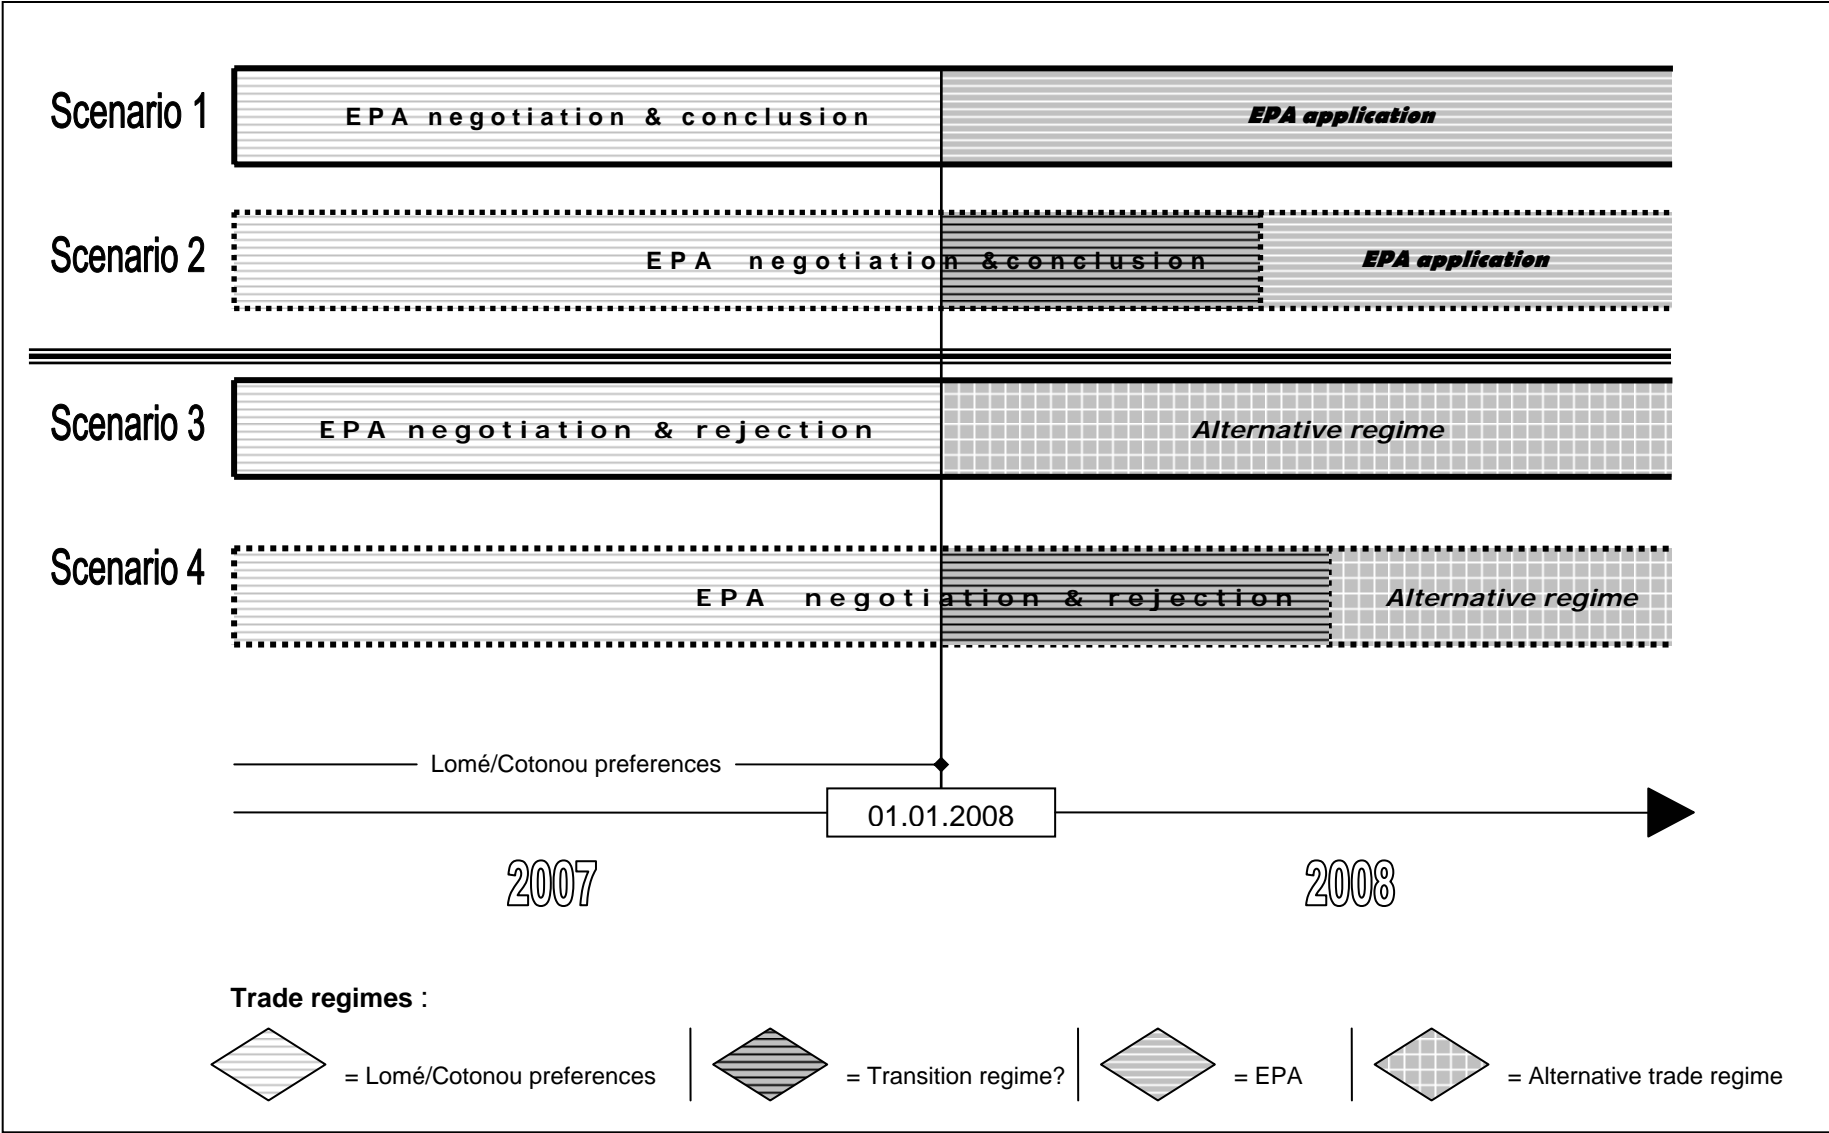 Scenario 1
EPA negotiation & conclusion
EPA application
Scenario 2
EPA negotiation &conclusion
EPA application
Scenario 3
EPA negotiation & rejection
Alternative regime
Scenario 4
EPA negotiation & rejection
Alternative regime
Lomé/Cotonou preferences
01.01.2008
2007
2008
Trade regimes :
= Lomé/Cotonou preferences
= Transition regime?
= EPA
= Alternative trade regime